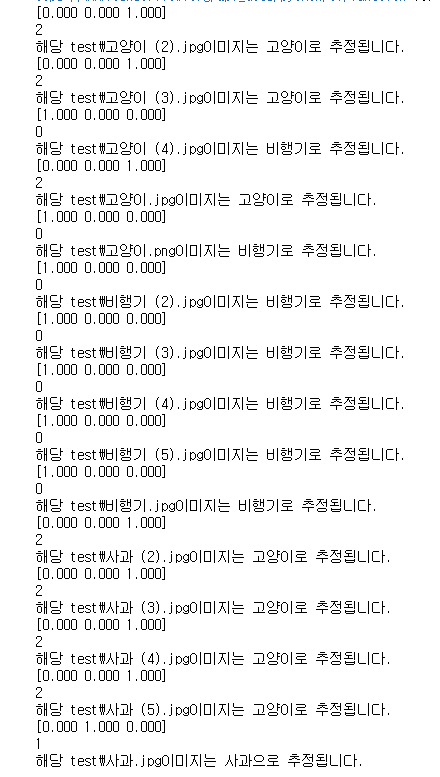 [0.000 0.000 1.000]
2
해당 test₩고양이 (2).jpg이미지는 고양이로 추정됩니다.
[0.000 0.000 1.000]
2
해당 test₩고양이 (3).jpg이미지는 고양이로 추정됩니다.
[1.000 0.000 0.000]
0
해당 test₩고양이 (4).jpg이미지는 비행기로 추정됩니다.
[0.000 0.000 1.000]
2
해당 test₩고양이.jpg이미지는 고양이로 추정됩니다.
[1.000 0.000 0.000]
0
해당 test₩고양이.png이미지는 비행기로 추정됩니다.
[1.000 0.000 0.000]
0
해당 test₩비행기 (2).jpg이미지는 비행기로 추정됩니다.
[1.000 0.000 0.000]
0
해당 test₩비행기 (3).jpg이미지는 비행기로 추정됩니다.
[1.000 0.000 0.000]
0
해당 test₩비행기 (4).jpg이미지는 비행기로 추정됩니다.
[1.000 0.000 0.000]
0
해당 test₩비행기 (5).jpg이미지는 비행기로 추정됩니다.
[1.000 0.000 0.000]
0
해당 test₩비행기.jpg이미지는 비행기로 추정됩니다.
[0.000 0.000 1.000]
2
해당 test₩사과 (2).jpg이미지는 고양이로 추정됩니다.
[0.000 0.000 1.000]
2
해당 test₩사과 (3).jpg이미지는 고양이로 추정됩니다.
[0.000 0.000 1.000]
2
해당 test₩사과 (4).jpg이미지는 고양이로 추정됩니다.
[0.000 0.000 1.000]
2
해당 test₩사과 (5).jpg이미지는 고양이로 추정됩니다.
[0.000 1.000 0.000]
1
해당 test₩사과.jpg이미지는 사과으로 추정됩니다.